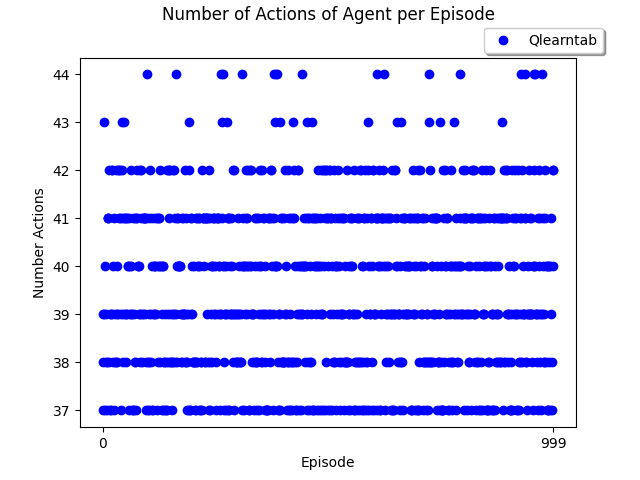 Number of Actions of Agent per Episode
Qlearntab
44
43
42
41
40
39
38
37
Number Actions
0
999
Episode